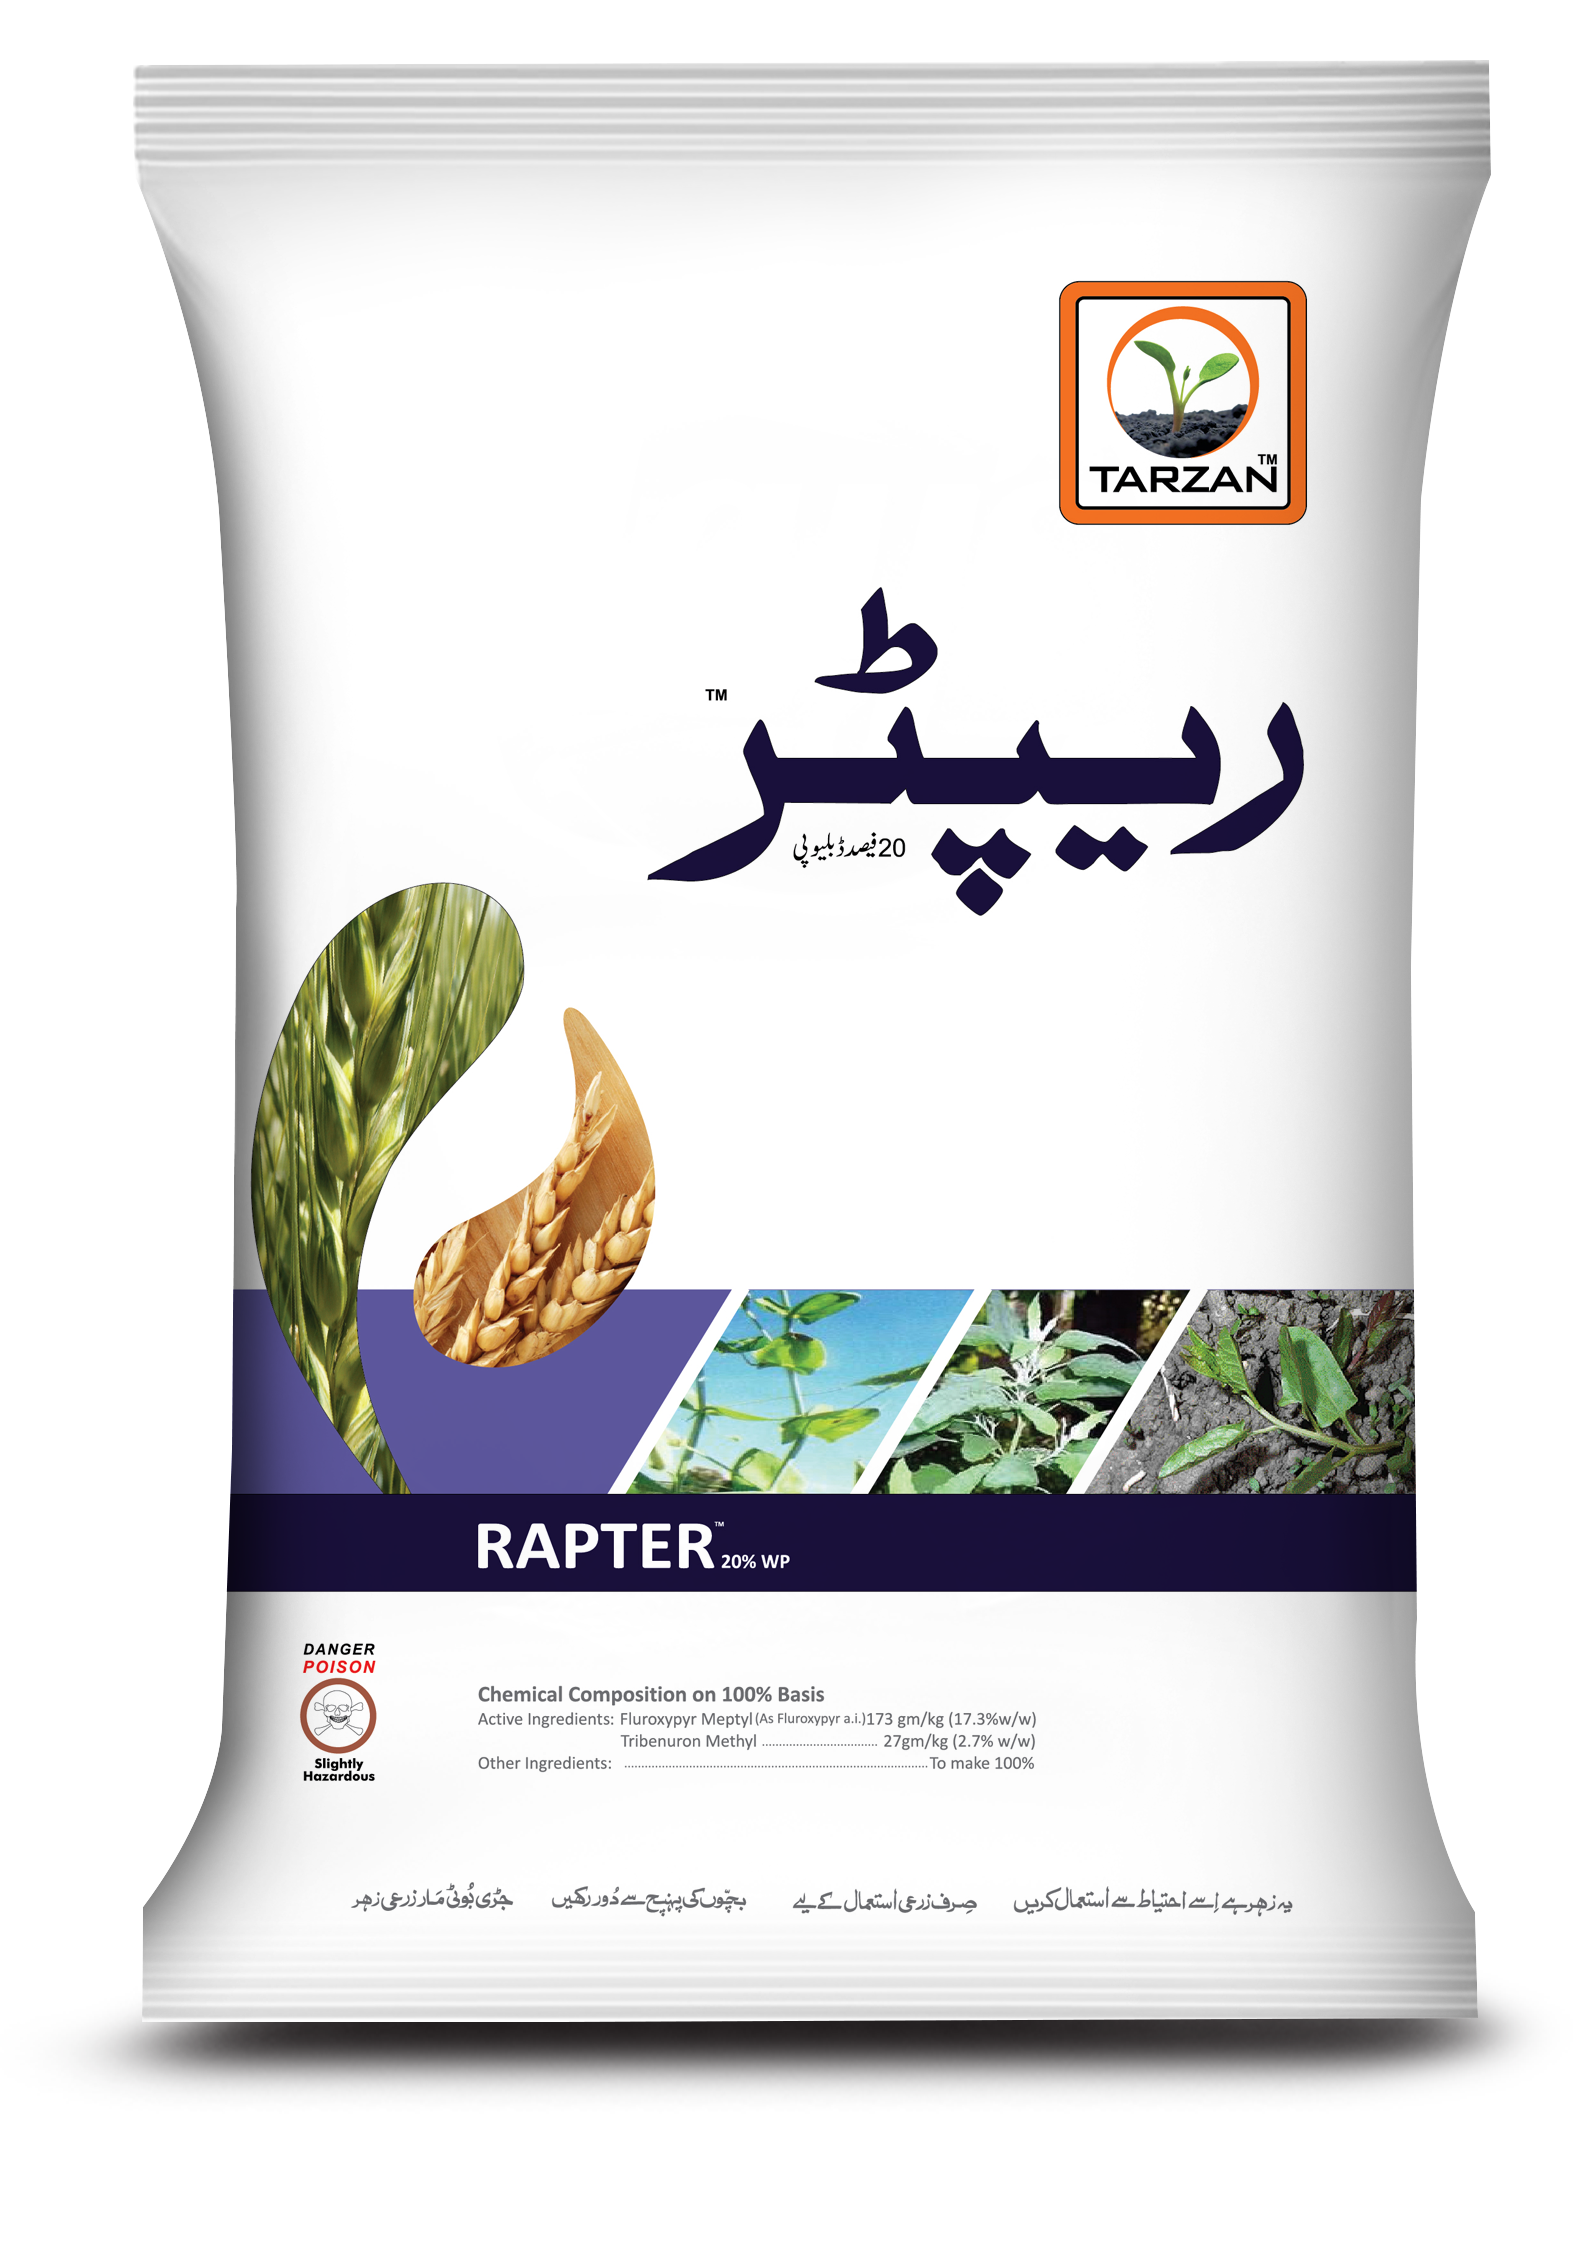 TARZAN™
ریپٹر™
20 فیصد ڈبلیو پی
RAPTER™ 20% WP
DANGER
POISON
Slightly
Hazardous
Chemical Composition on 100% Basis
Active Ingredients: Fluroxypyr Meptyl (As Fluroxypyr a.i.) 173 gm/kg (17.3%w/w)
Tribenuron Methyl .................................. 27gm/kg (2.7% w/w)
Other Ingredients: .......................................................................................... To make 100%
یہ زہر ہے اِسے احتیاط سے استعمال کریں صِرف زرعی استعمال کے لیے بچّوں کی پہنچ سے دُور رکھیں جڑی بُوٹی مَار زرعی زہر